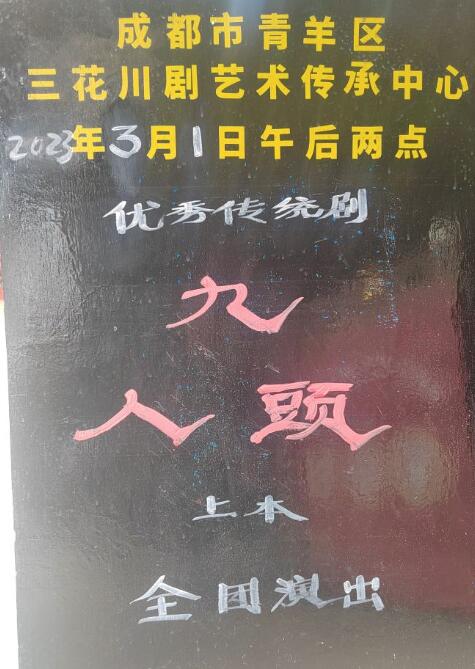 成都市青羊区
三花川剧艺术传承中心
2023年3月1日午后两点
优秀传统剧
九
人头
上本
全团演出